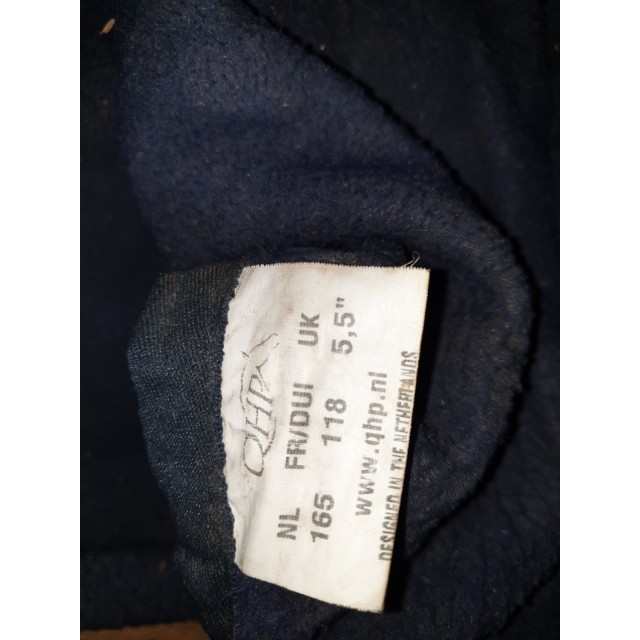 QHP
NL FR/DUI UK
165 118 5,5"
www.qhp.nl
DESIGNED IN THE NETHERLANDS